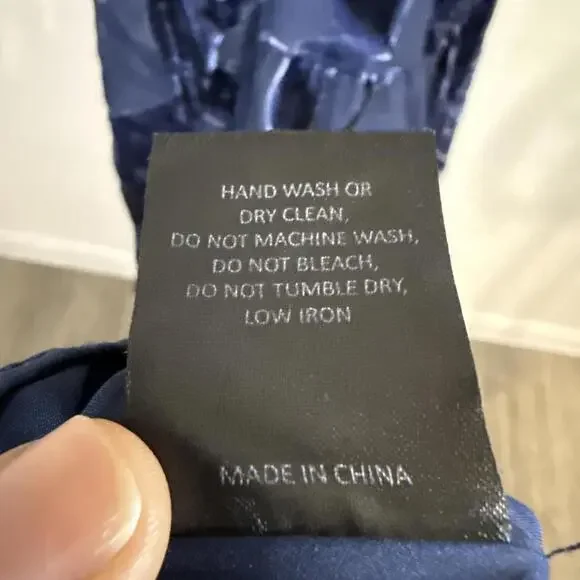 HAND WASH OR
DRY CLEAN,
DO NOT MACHINE WASH,
DO NOT BLEACH,
DO NOT TUMBLE DRY,
LOW IRON
MADE IN CHINA